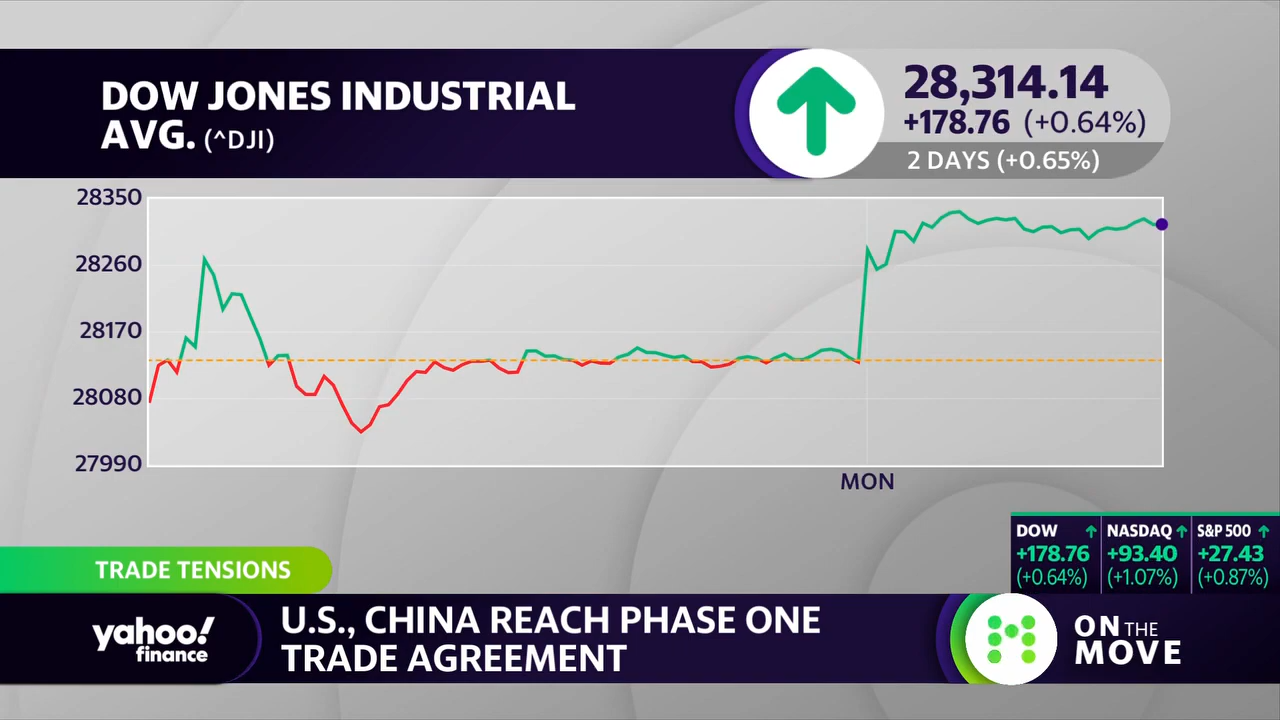 DOW JONES INDUSTRIAL
AVG. (^DJI)
28,314.14
+178.76 (+0.64%)
2 DAYS (+0.65%)
28350
28260
28170
28080
27990
MON
DOW
+178.76
(+0.64%)
NASDAQ
+93.40
(+1.07%)
S&P 500
+27.43
(+0.87%)
TRADE TENSIONS
yahoo!
finance
U.S., CHINA REACH PHASE ONE
TRADE AGREEMENT
ON THE
MOVE